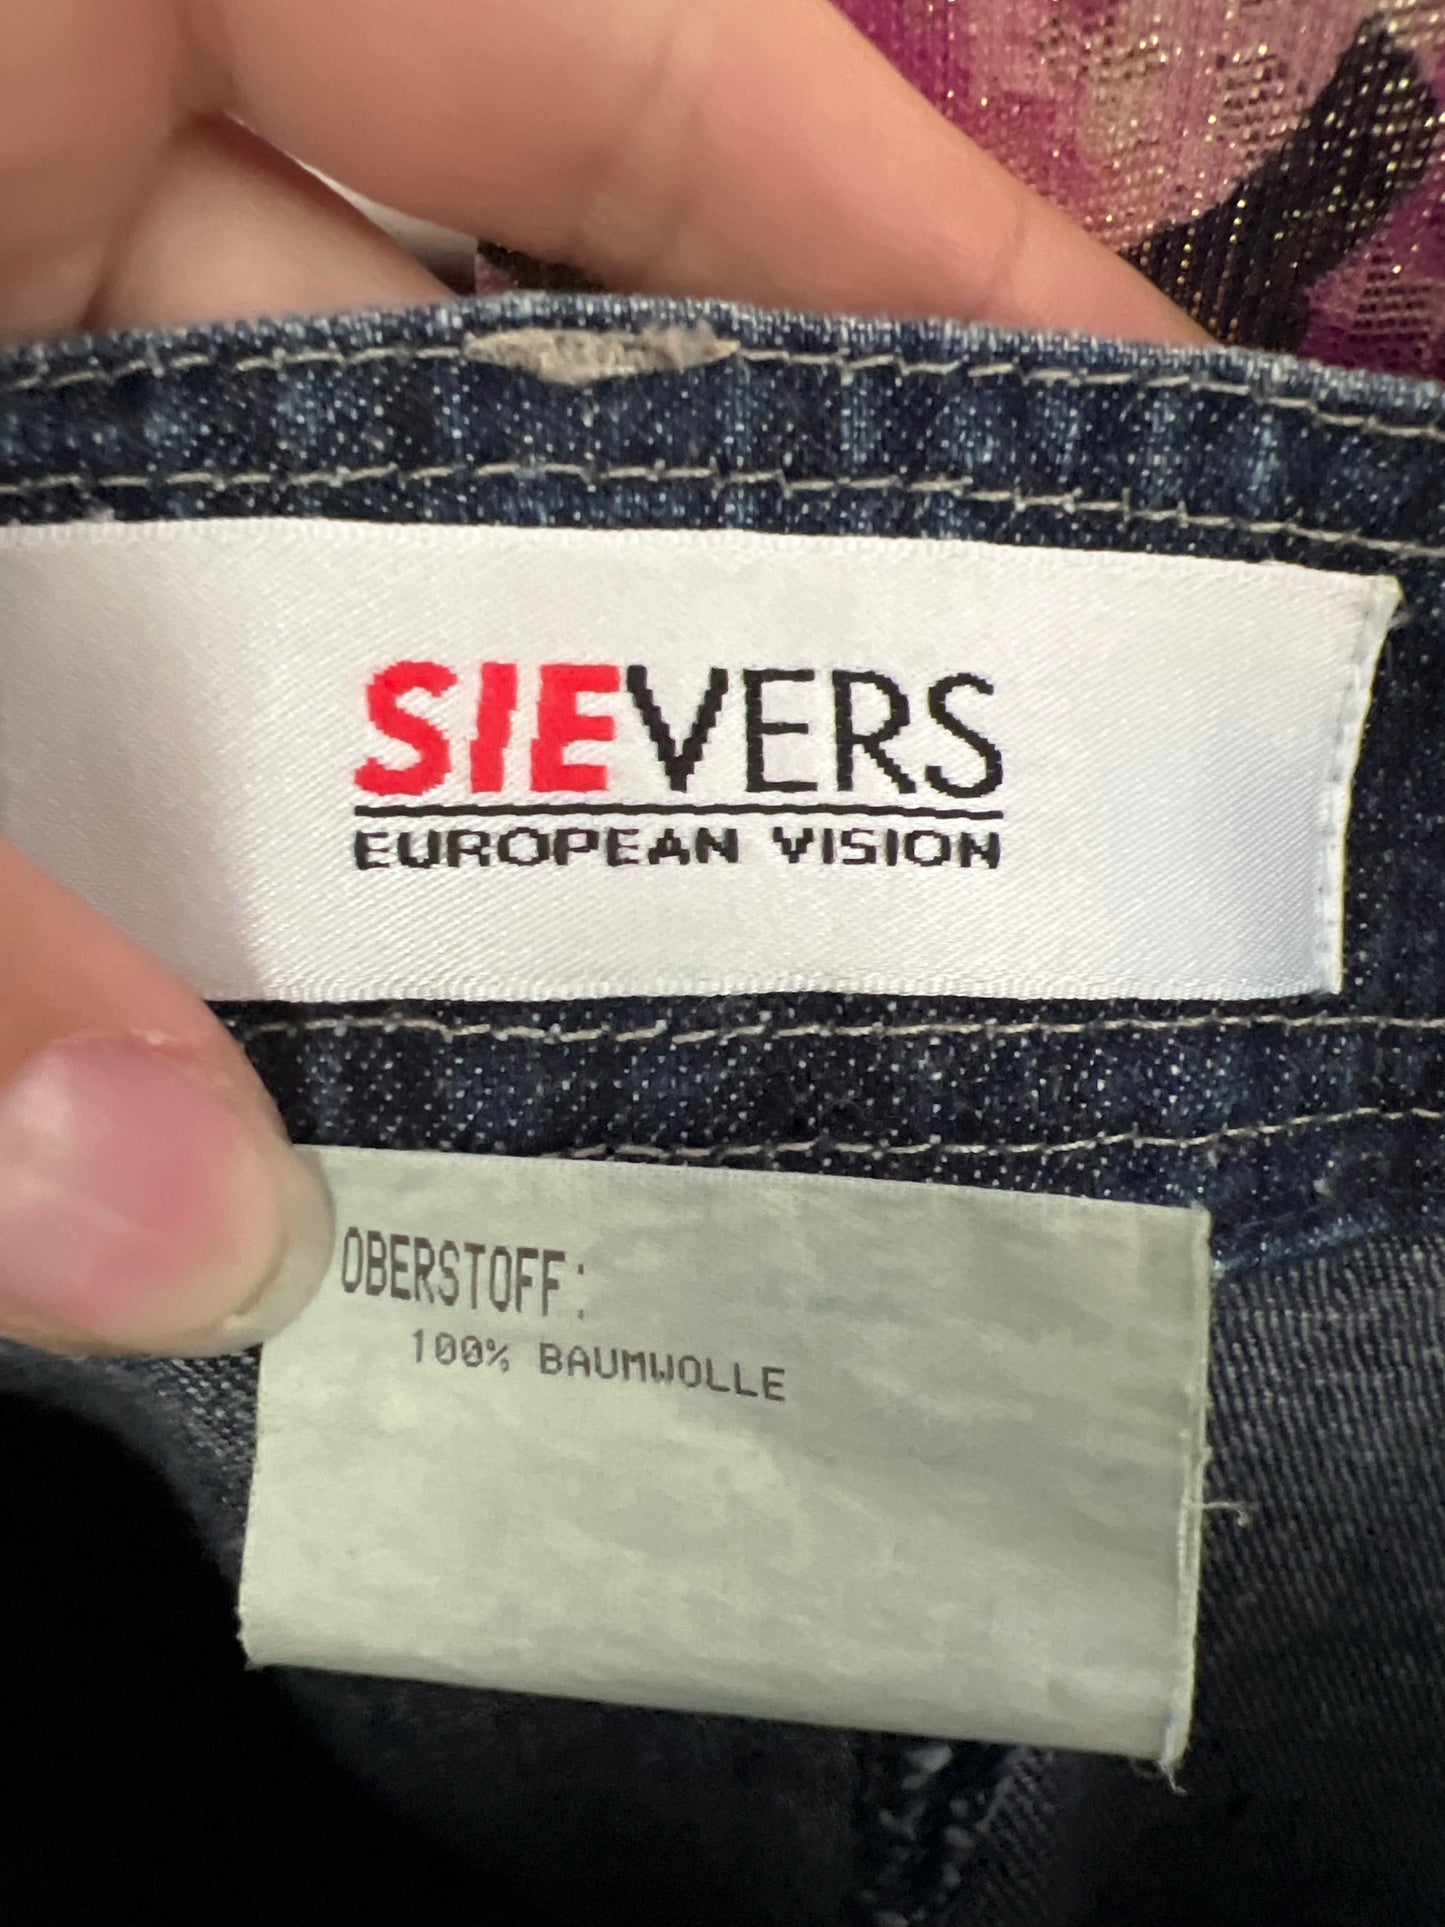 SIEVERS
EUROPEAN VISION
OBERSTOFF:
100% BAUMWOLLE